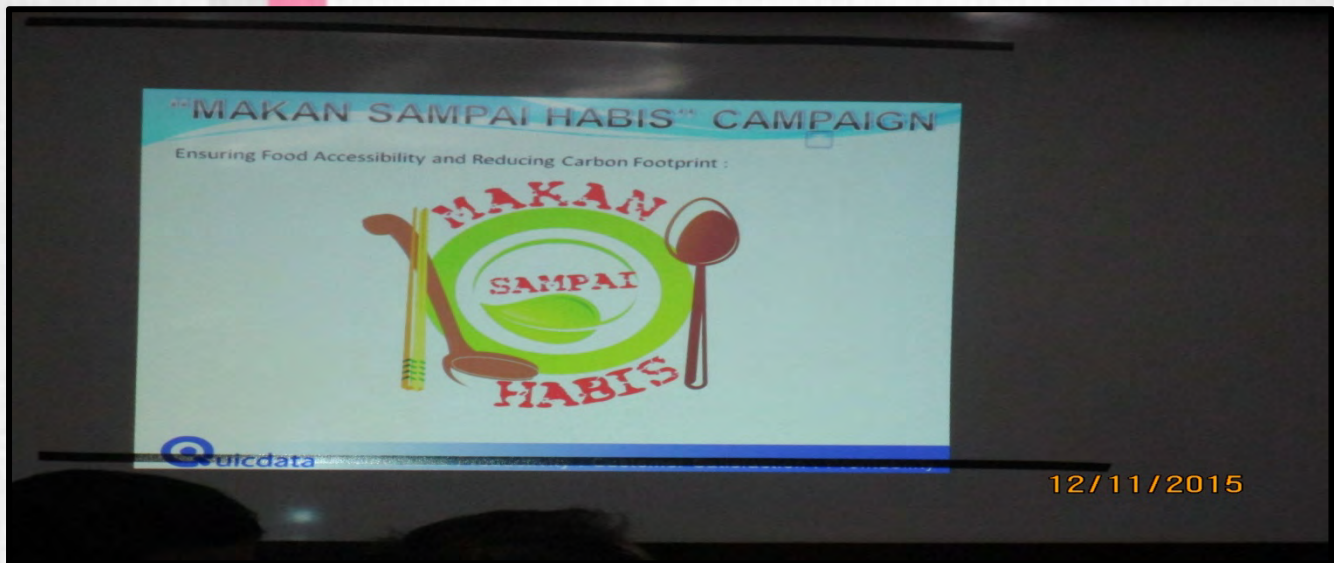 “MAKAN SAMPAI HABIS” CAMPAIGN
Ensuring Food Accessibility and Reducing Carbon Footprint :
MAKAN
SAMPAI
HABIS
Quicdata
12/11/2015